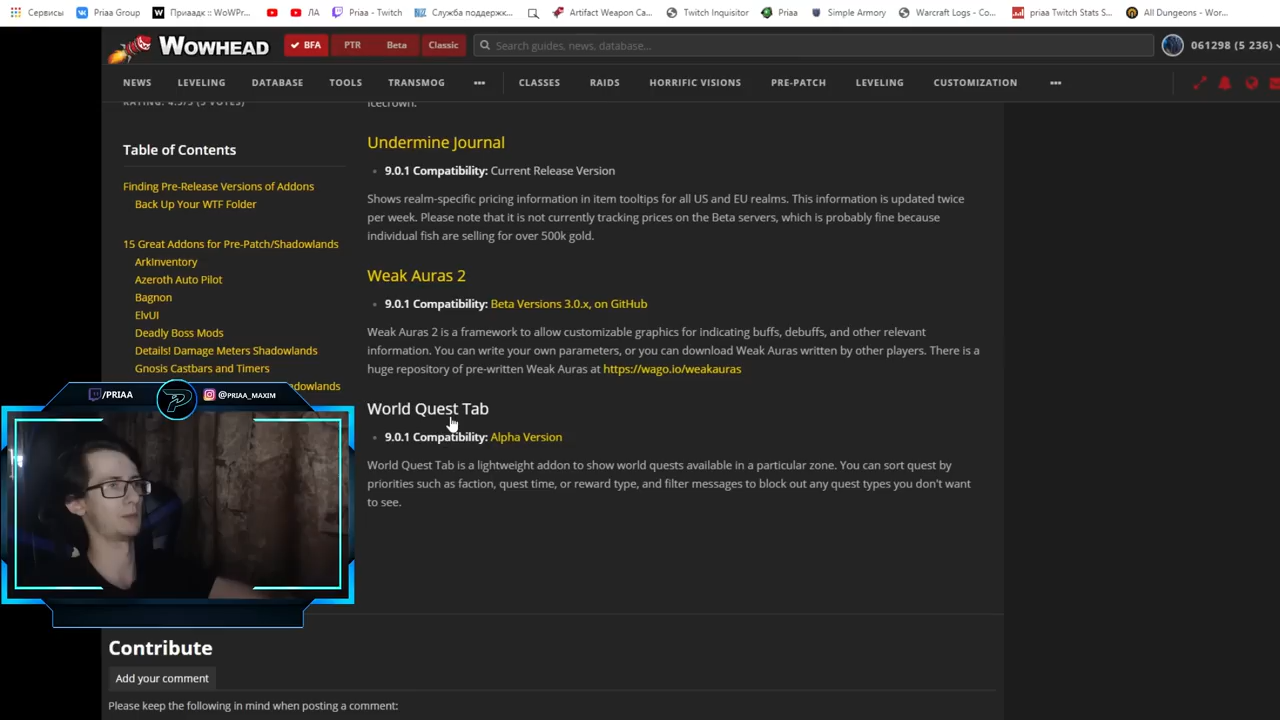 Сервисы Priaa Group Приаадк :: WoWPr... ЛА Priaa - Twitch Служба поддержк... Artifact Weapon Ca... Twitch Inquisitor Priaa Simple Armory Warcraft Logs - Co... priaa Twitch Stats S... All Dungeons - Wor...
WOWHEAD BFA PTR Beta Classic Search guides, news, database... 061298 (5 236)
NEWS LEVELING DATABASE TOOLS TRANSMOG ••• CLASSES RAIDS HORRIFIC VISIONS PRE-PATCH LEVELING CUSTOMIZATION •••
Icecrown.
Table of Contents
Finding Pre-Release Versions of Addons
Back Up Your WTF Folder
15 Great Addons for Pre-Patch/Shadowlands
ArkInventory
Azeroth Auto Pilot
Bagnon
ElvUI
Deadly Boss Mods
Details! Damage Meters Shadowlands
Gnosis Castbars and Timers
dowlands
/PRIAA @PRIAA_MAXIM
Undermine Journal
• 9.0.1 Compatibility: Current Release Version
Shows realm-specific pricing information in item tooltips for all US and EU realms. This information is updated twice
per week. Please note that it is not currently tracking prices on the Beta servers, which is probably fine because
individual fish are selling for over 500k gold.
Weak Auras 2
• 9.0.1 Compatibility: Beta Versions 3.0.x, on GitHub
Weak Auras 2 is a framework to allow customizable graphics for indicating buffs, debuffs, and other relevant
information. You can write your own parameters, or you can download Weak Auras written by other players. There is a
huge repository of pre-written Weak Auras at https://wago.io/weakauras
World Quest Tab
• 9.0.1 Compatibility: Alpha Version
World Quest Tab is a lightweight addon to show world quests available in a particular zone. You can sort quest by
priorities such as faction, quest time, or reward type, and filter messages to block out any quest types you don't want
to see.
Contribute
Add your comment
Please keep the following in mind when posting a comment: